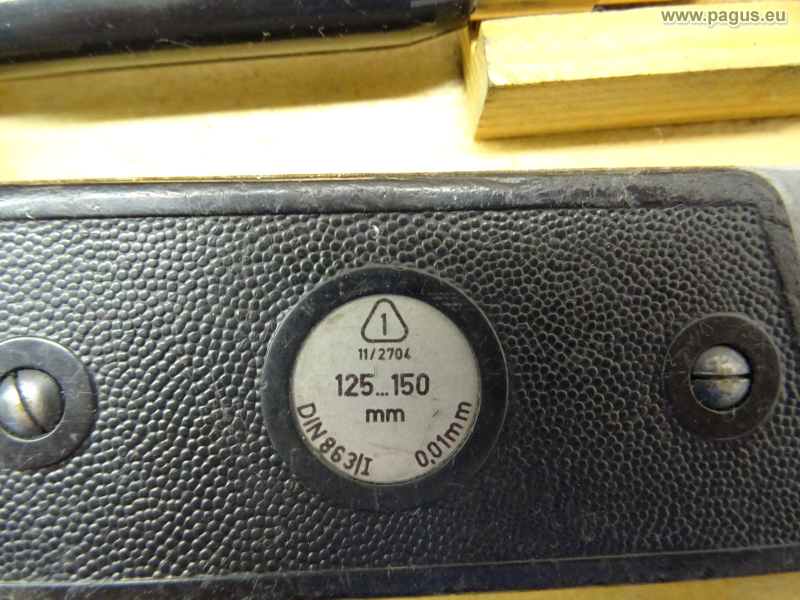 www.pagus.eu
1
11/2704
125...150
mm
DIN 863/I
0,01mm